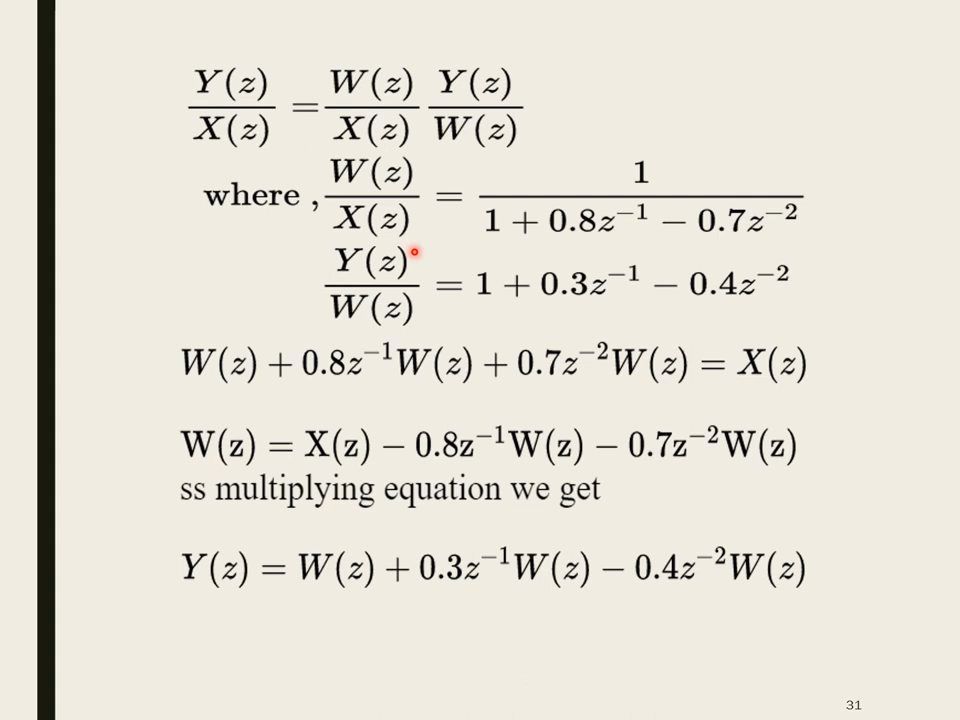 Y(z)/X(z) = W(z)/X(z) Y(z)/W(z)
where , W(z)/X(z) = 1/(1 + 0.8z⁻¹ − 0.7z⁻²)
Y(z)/W(z) = 1 + 0.3z⁻¹ − 0.4z⁻²
W(z) + 0.8z⁻¹W(z) + 0.7z⁻²W(z) = X(z)
W(z) = X(z) − 0.8z⁻¹W(z) − 0.7z⁻²W(z)
ss multiplying equation we get
Y(z) = W(z) + 0.3z⁻¹W(z) − 0.4z⁻²W(z)
31